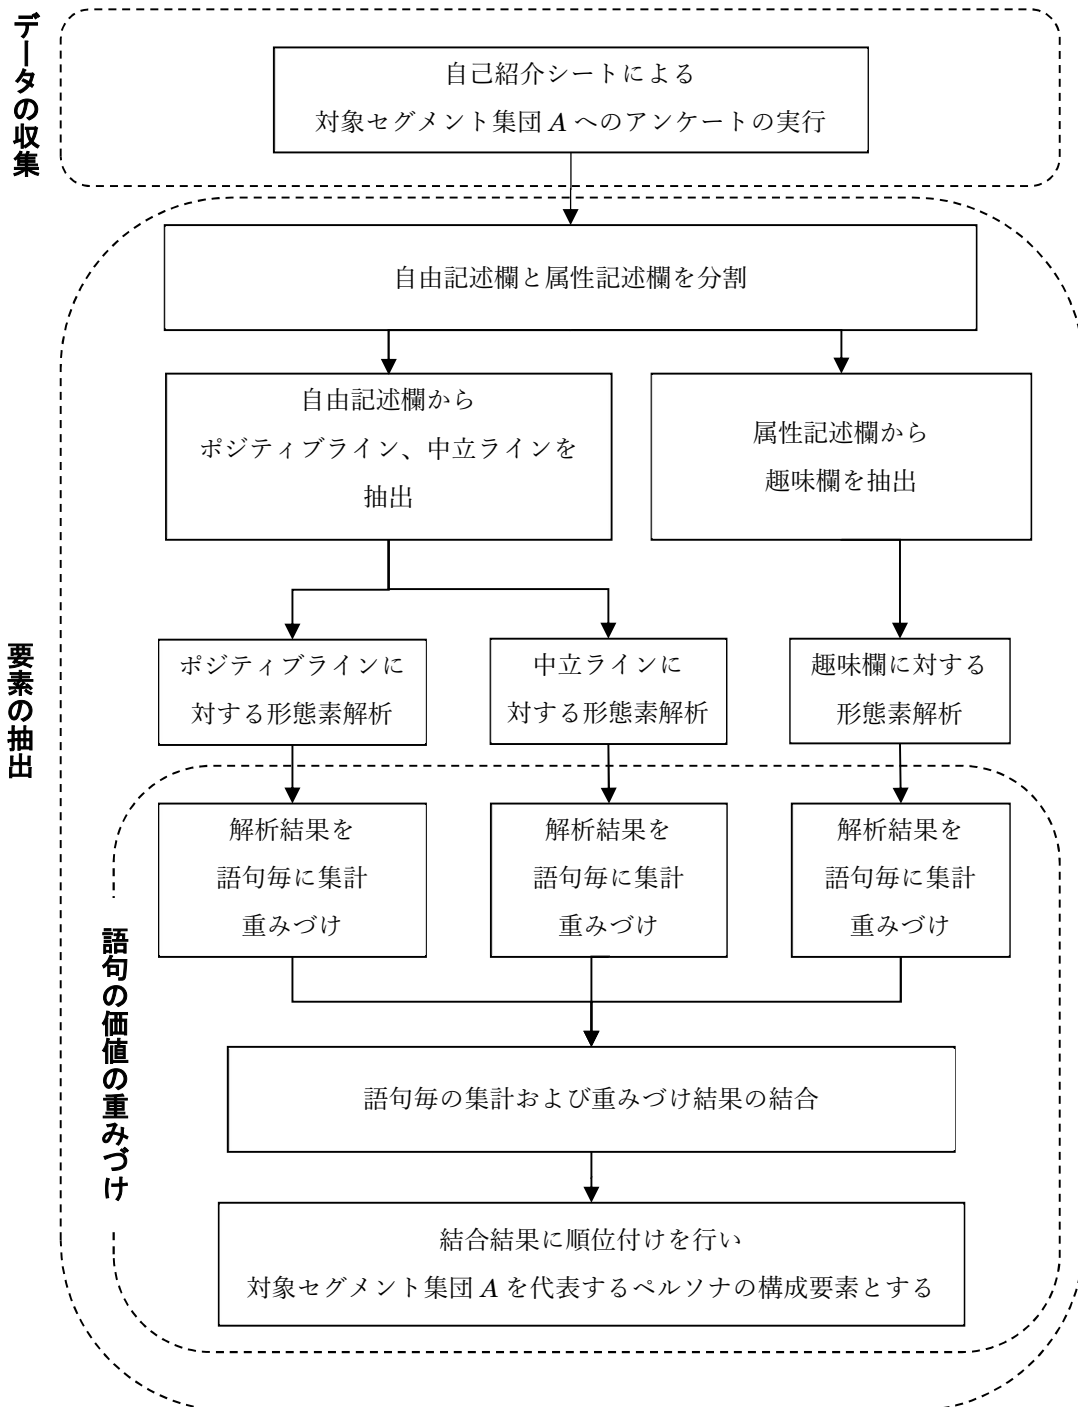 データの収集
自己紹介シートによる
対象セグメント集団 A へのアンケートの実行
要素の抽出
自由記述欄と属性記述欄を分割
自由記述欄から
ポジティブライン、中立ラインを
抽出
属性記述欄から
趣味欄を抽出
ポジティブラインに
対する形態素解析
中立ラインに
対する形態素解析
趣味欄に対する
形態素解析
語句の価値の重みづけ
解析結果を
語句毎に集計
重みづけ
解析結果を
語句毎に集計
重みづけ
解析結果を
語句毎に集計
重みづけ
語句毎の集計および重みづけ結果の結合
結合結果に順位付けを行い
対象セグメント集団 A を代表するペルソナの構成要素とする